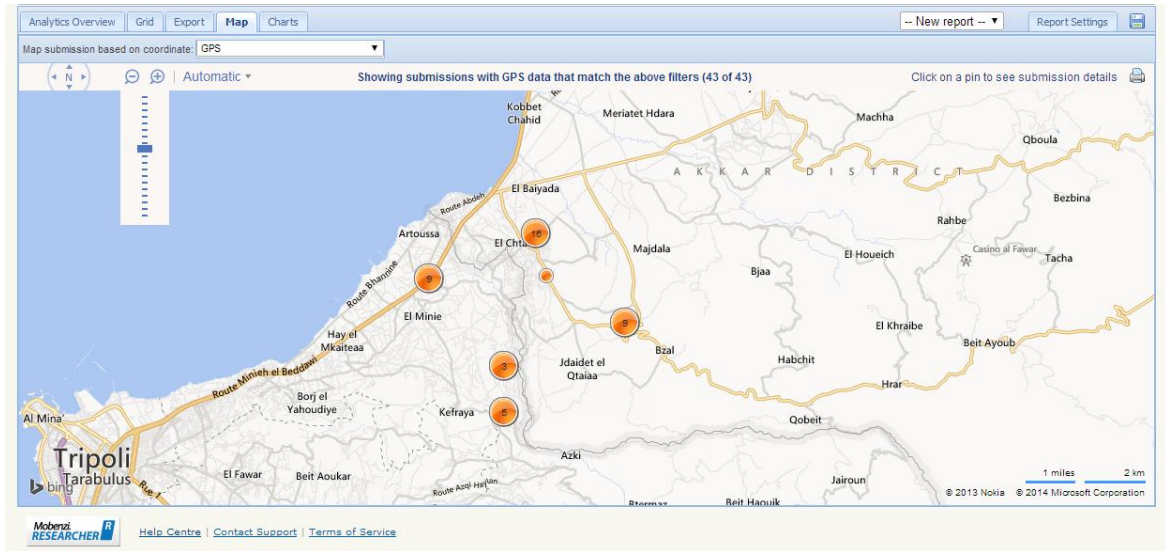 Analytics Overview Grid Export Map Charts -- New report -- Report Settings
Map submission based on coordinate: GPS
N Automatic Showing submissions with GPS data that match the above filters (43 of 43) Click on a pin to see submission details
Kobbet
Chahid
Meriatet Hdara
Machha
Qboula
AKKAR DISTRICT
El Baiyada
Bezbina
Route Abdeh
Rahbe
Artoussa
16
El Chta
Majdala
El Houeich
Casino al Fawar
Tacha
Bjaa
9
Route Bhannine
El Minie
9
El Khraibe
Hay el
Mkaiteaa
Beit Ayoub
Bzal
Jdaidet el
Qtaiaa
Habchit
3
Route Minieh el Beddawi
Hrar
Borj el
Yahoudiye
Kefraya
5
Al Mina'
Qobeit
Tripoli
Azki
Tarabulus
El Fawar
Beit Aoukar
Jairoun
1 miles 2 km
bing
Rue 1
Route Azqi Hajlan
© 2013 Nokia © 2014 Microsoft Corporation
Btermaz
Beit Haouik
Mobenzi
RESEARCHER R
Help Centre | Contact Support | Terms of Service